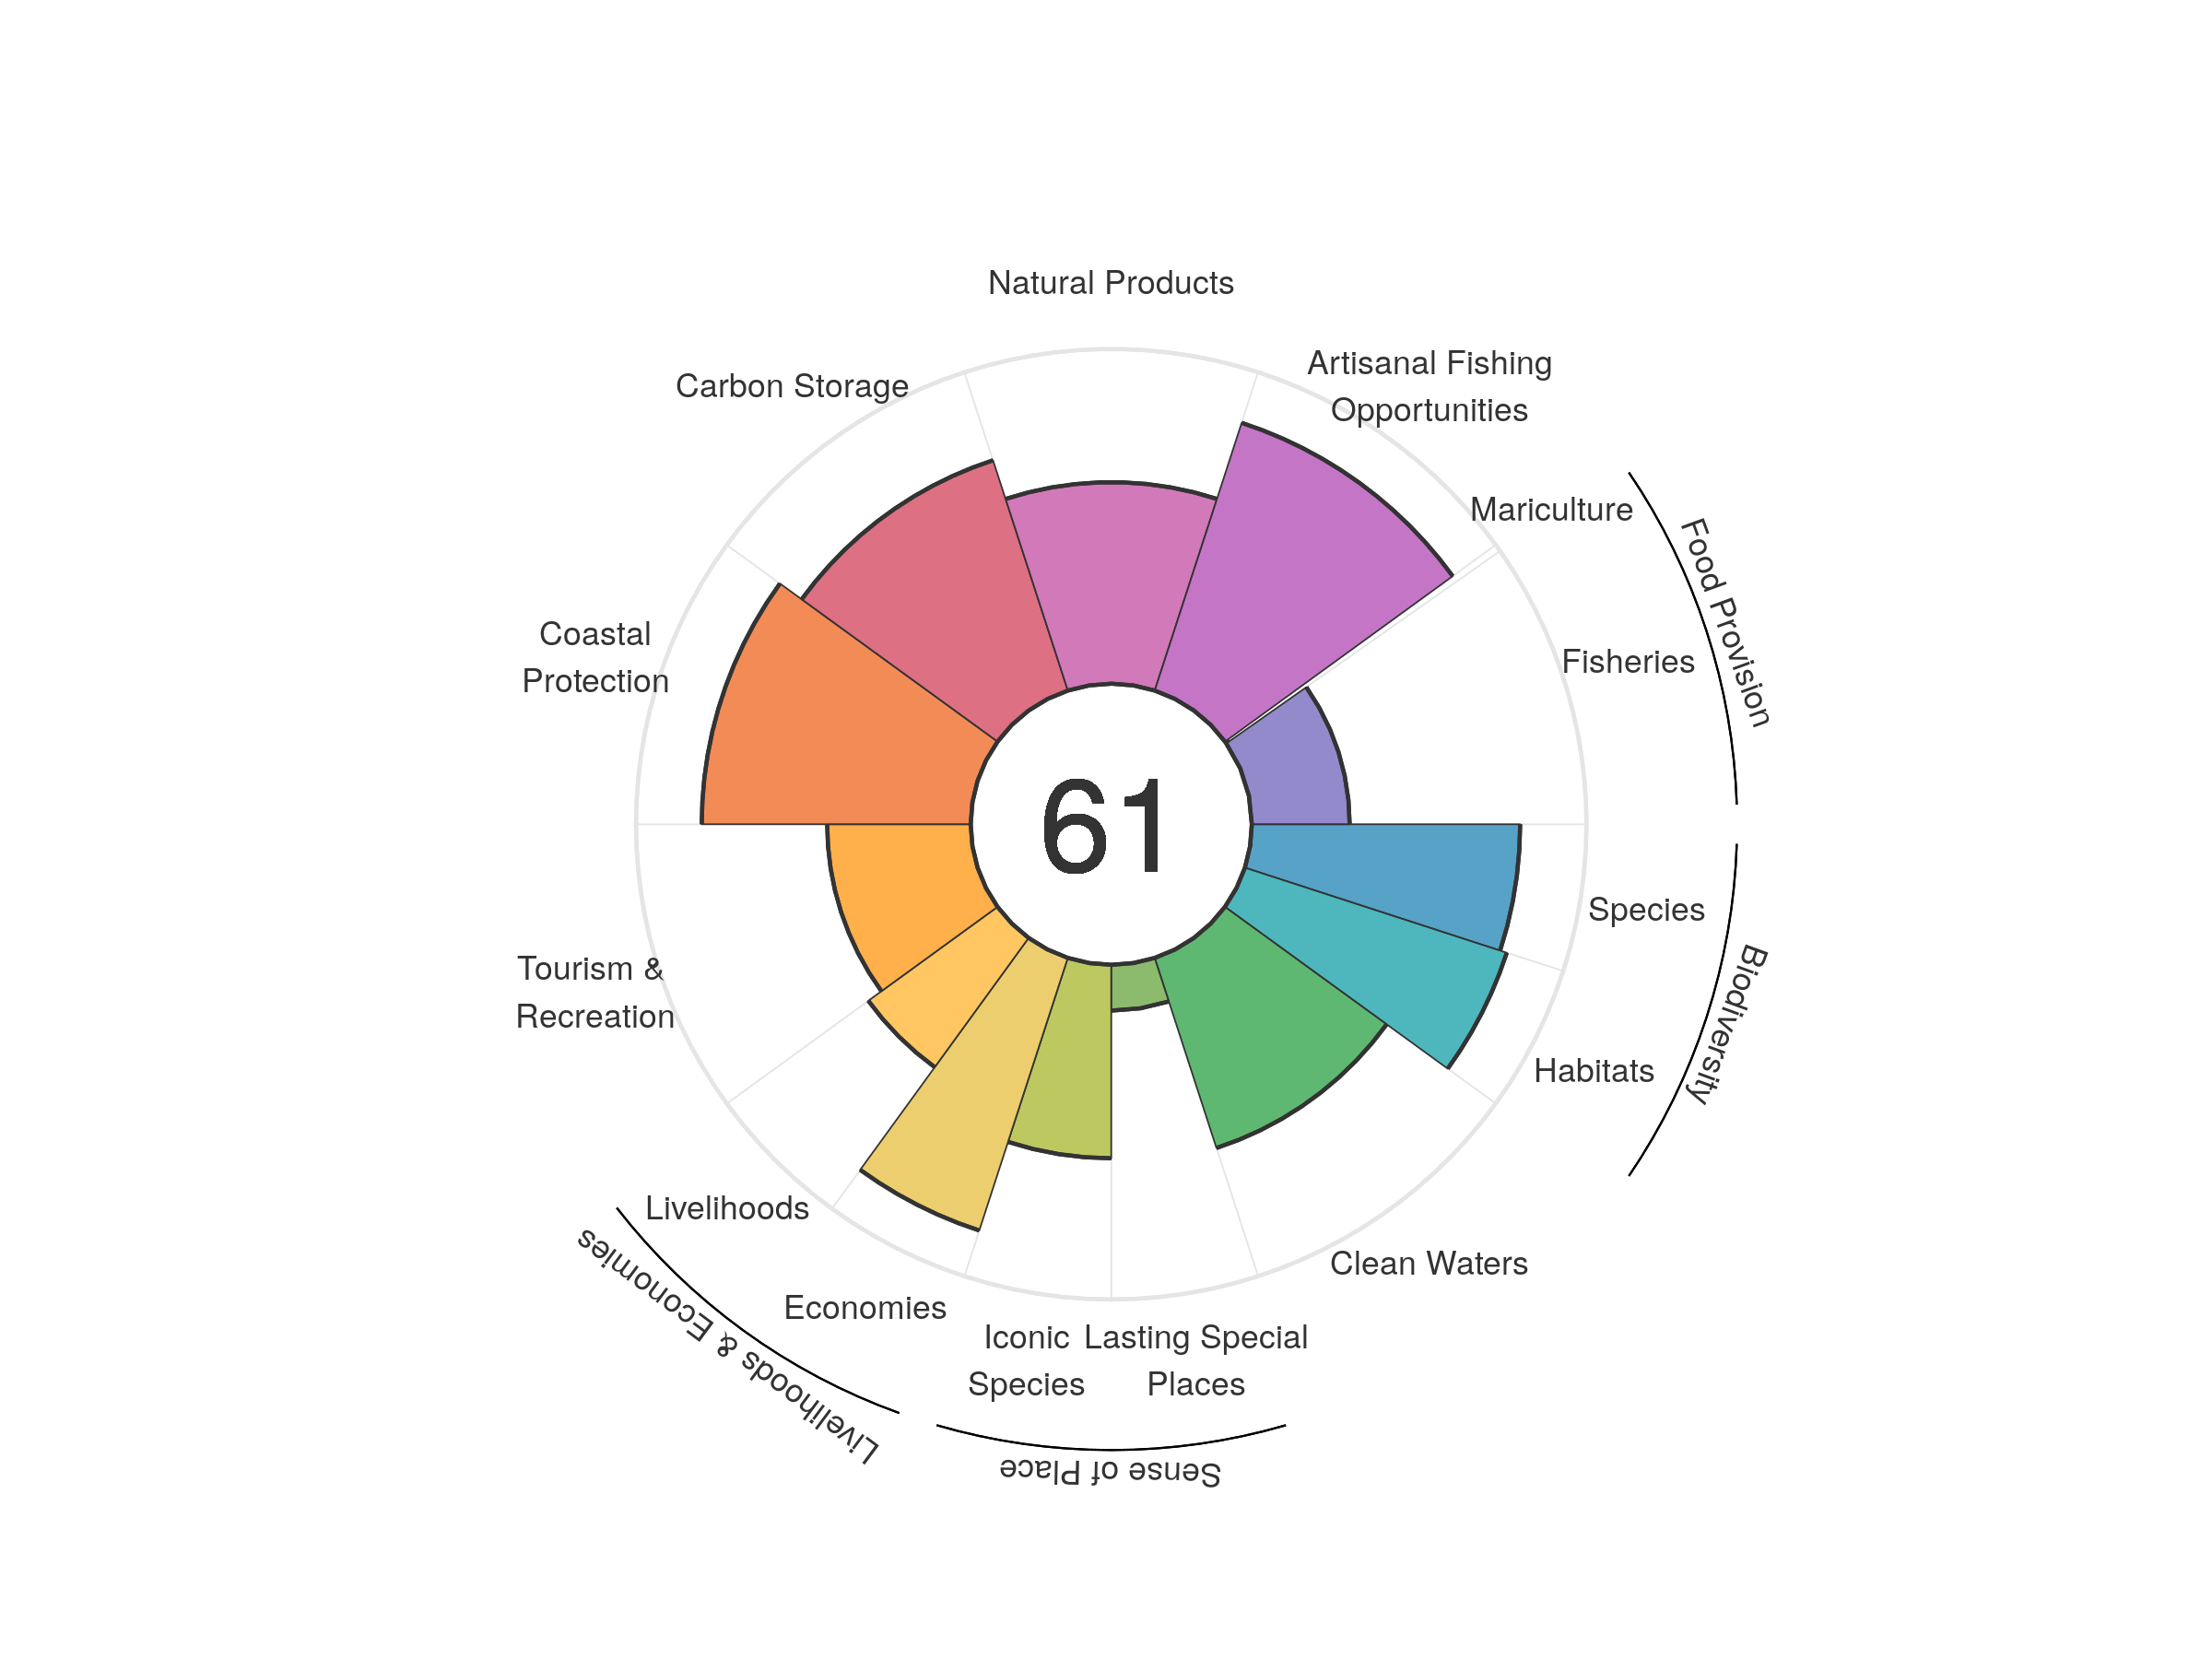 Natural Products
Artisanal Fishing
Opportunities
Carbon Storage
Mariculture
Food Provision
Coastal
Protection
Fisheries
61
Species
Biodiversity
Tourism &
Recreation
Habitats
Livelihoods
Clean Waters
Economies
Livelihoods & Economies
Iconic
Species
Lasting Special
Places
Sense of Place